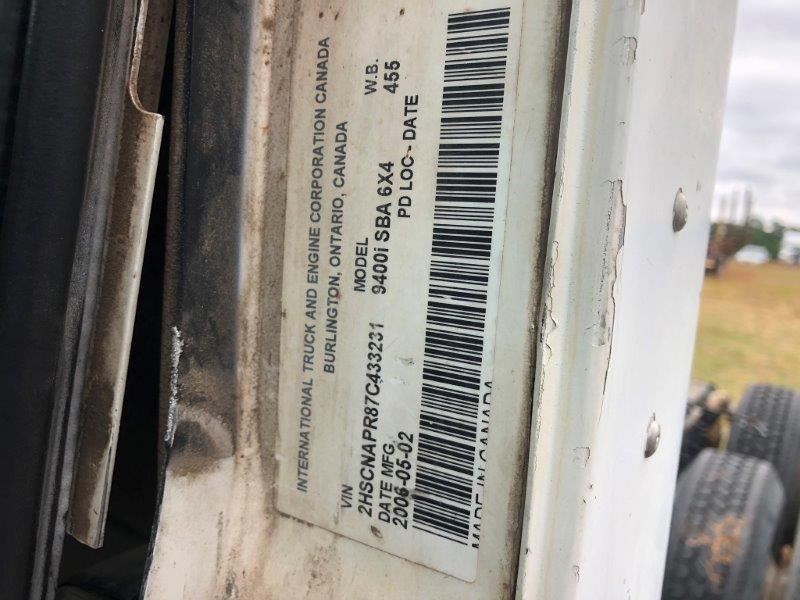 INTERNATIONAL TRUCK AND ENGINE CORPORATION CANADA
BURLINGTON, ONTARIO, CANADA
VIN MODEL W.B.
2HSCNAPR87C433231 9400i SBA 6X4 455
DATE MFG. PD LOC - DATE
2006-05-02
MADE IN CANADA